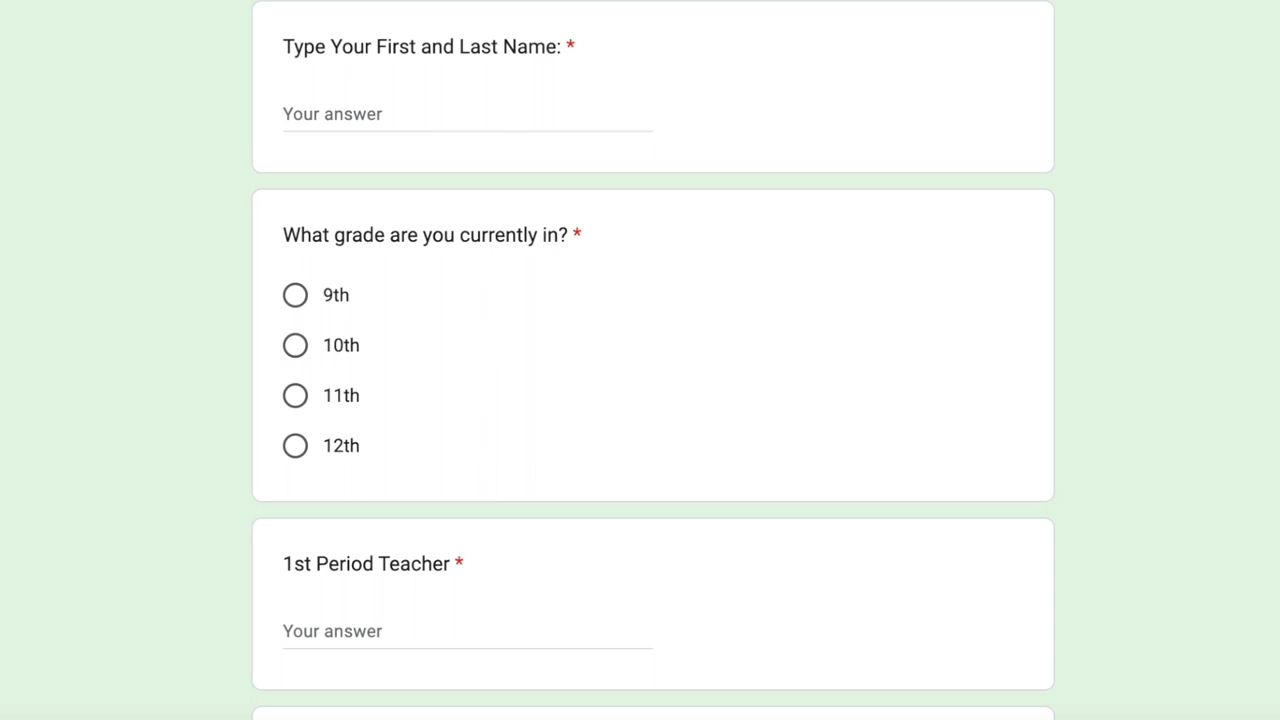 Type Your First and Last Name: *
Your answer
What grade are you currently in? *
9th
10th
11th
12th
1st Period Teacher *
Your answer